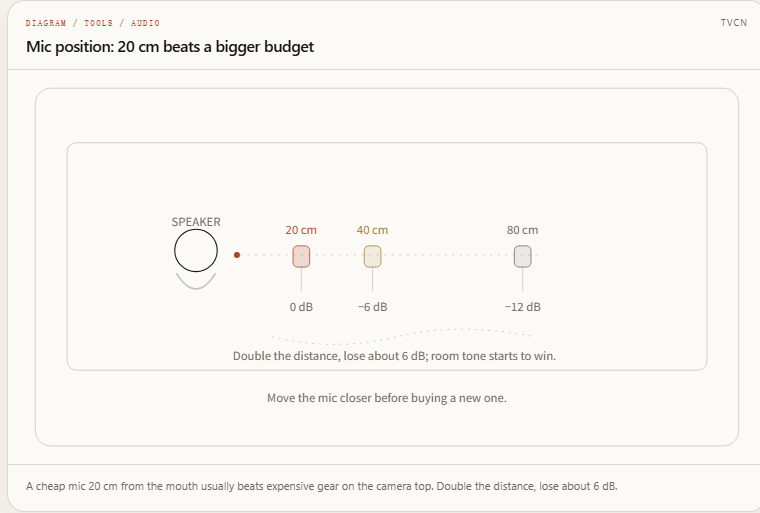 DIAGRAM / TOOLS / AUDIO
TVCN
Mic position: 20 cm beats a bigger budget
SPEAKER
20 cm
40 cm
80 cm
0 dB
−6 dB
−12 dB
Double the distance, lose about 6 dB; room tone starts to win.
Move the mic closer before buying a new one.
A cheap mic 20 cm from the mouth usually beats expensive gear on the camera top. Double the distance, lose about 6 dB.